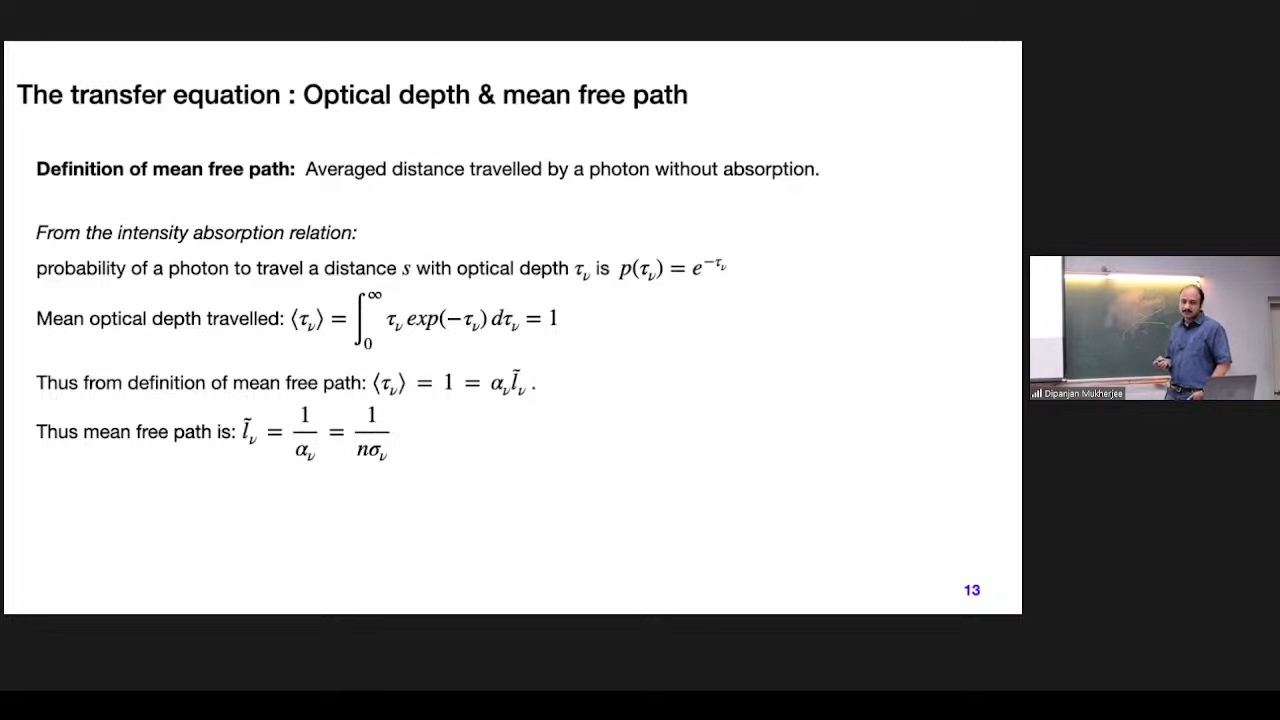 The transfer equation : Optical depth & mean free path
Definition of mean free path: Averaged distance travelled by a photon without absorption.
From the intensity absorption relation:
probability of a photon to travel a distance s with optical depth τ_ν is p(τ_ν) = e^{−τ_ν}
Mean optical depth travelled: ⟨τ_ν⟩ = ∫_0^∞ τ_ν exp(−τ_ν) dτ_ν = 1
Thus from definition of mean free path: ⟨τ_ν⟩ = 1 = α_ν l̃_ν .
Thus mean free path is: l̃_ν = 1/α_ν = 1/nσ_ν
13
Dipanjan Mukherjee